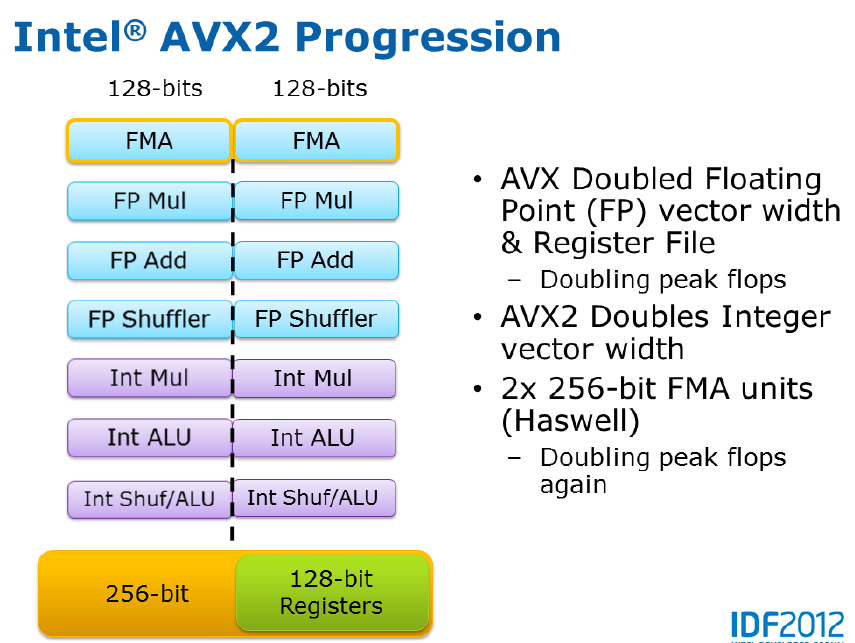 Intel® AVX2 Progression
128-bits 128-bits
FMA FMA
FP Mul FP Mul
FP Add FP Add
FP Shuffler FP Shuffler
Int Mul Int Mul
Int ALU Int ALU
Int Shuf/ALU Int Shuf/ALU
256-bit
128-bit
Registers
• AVX Doubled Floating
Point (FP) vector width
& Register File
– Doubling peak flops
• AVX2 Doubles Integer
vector width
• 2x 256-bit FMA units
(Haswell)
– Doubling peak flops
again
IDF2012